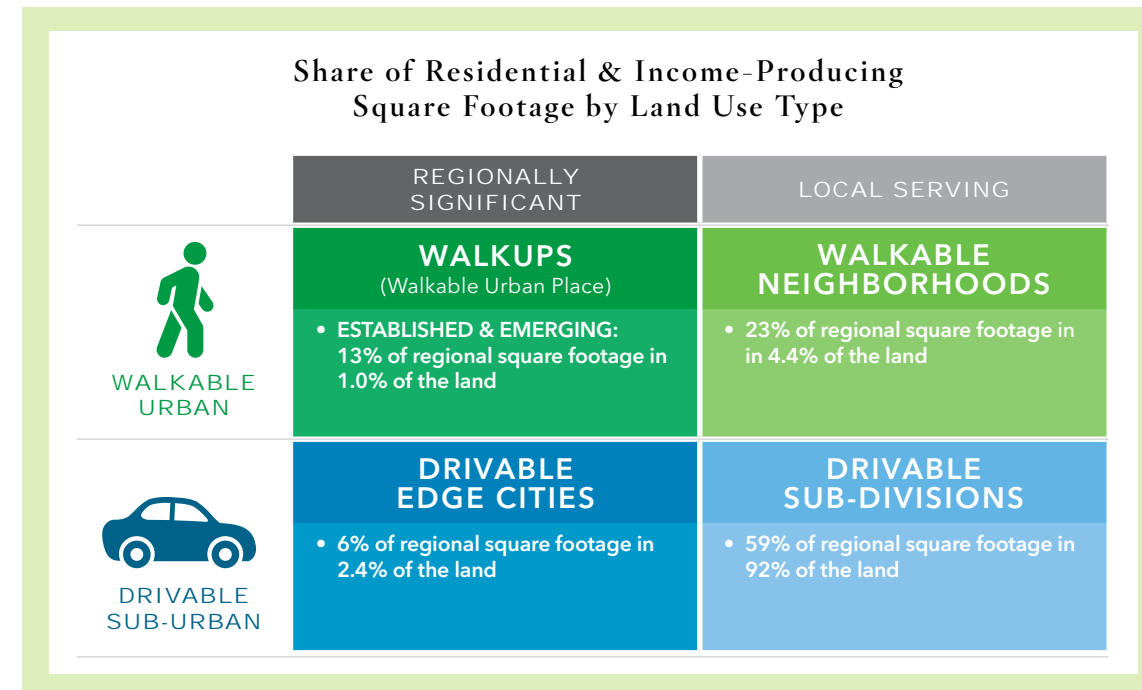 Share of Residential & Income-Producing
Square Footage by Land Use Type
REGIONALLY
SIGNIFICANT
LOCAL SERVING
WALKABLE
URBAN
WALKUPS
(Walkable Urban Place)
• ESTABLISHED & EMERGING:
13% of regional square footage in
1.0% of the land
WALKABLE
NEIGHBORHOODS
• 23% of regional square footage in
in 4.4% of the land
DRIVABLE
SUB-URBAN
DRIVABLE
EDGE CITIES
• 6% of regional square footage in
2.4% of the land
DRIVABLE
SUB-DIVISIONS
• 59% of regional square footage in
92% of the land